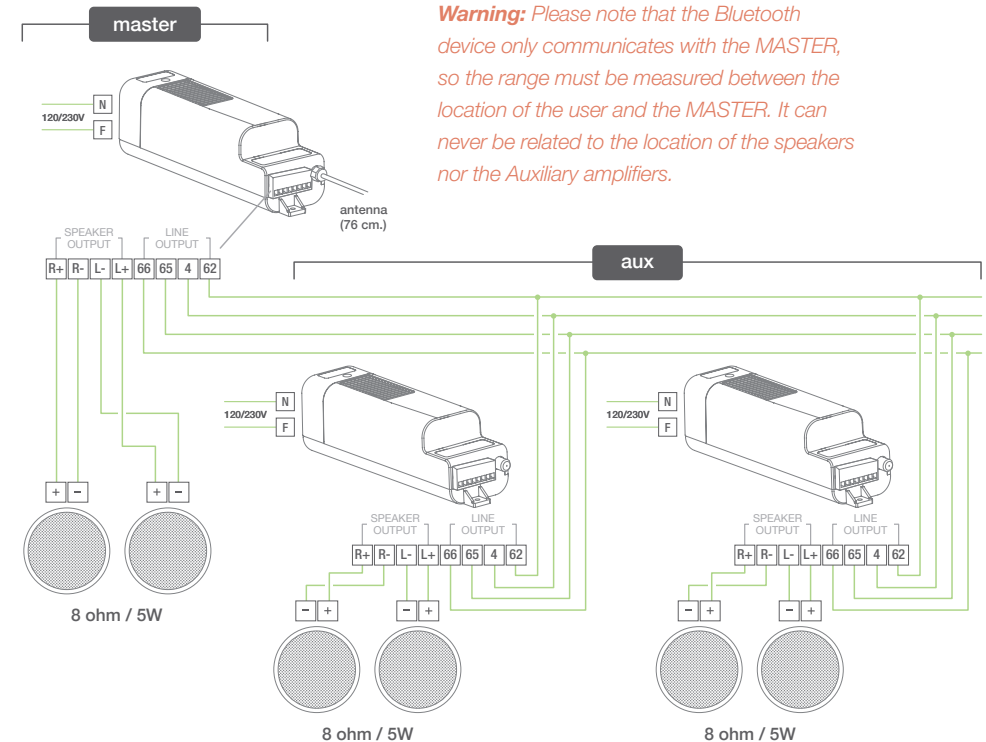 master
Warning: Please note that the Bluetooth
device only communicates with the MASTER,
so the range must be measured between the
location of the user and the MASTER. It can
never be related to the location of the speakers
nor the Auxiliary amplifiers.
N
120/230V
F
antenna
(76 cm.)
SPEAKER
OUTPUT
LINE
OUTPUT
R+ R- L- L+ 66 65 4 62
aux
N
120/230V
F
N
120/230V
F
+ −
+ −
8 ohm / 5W
SPEAKER
OUTPUT
LINE
OUTPUT
R+ R- L- L+ 66 65 4 62
− +
− +
8 ohm / 5W
SPEAKER
OUTPUT
LINE
OUTPUT
R+ R- L- L+ 66 65 4 62
− +
− +
8 ohm / 5W